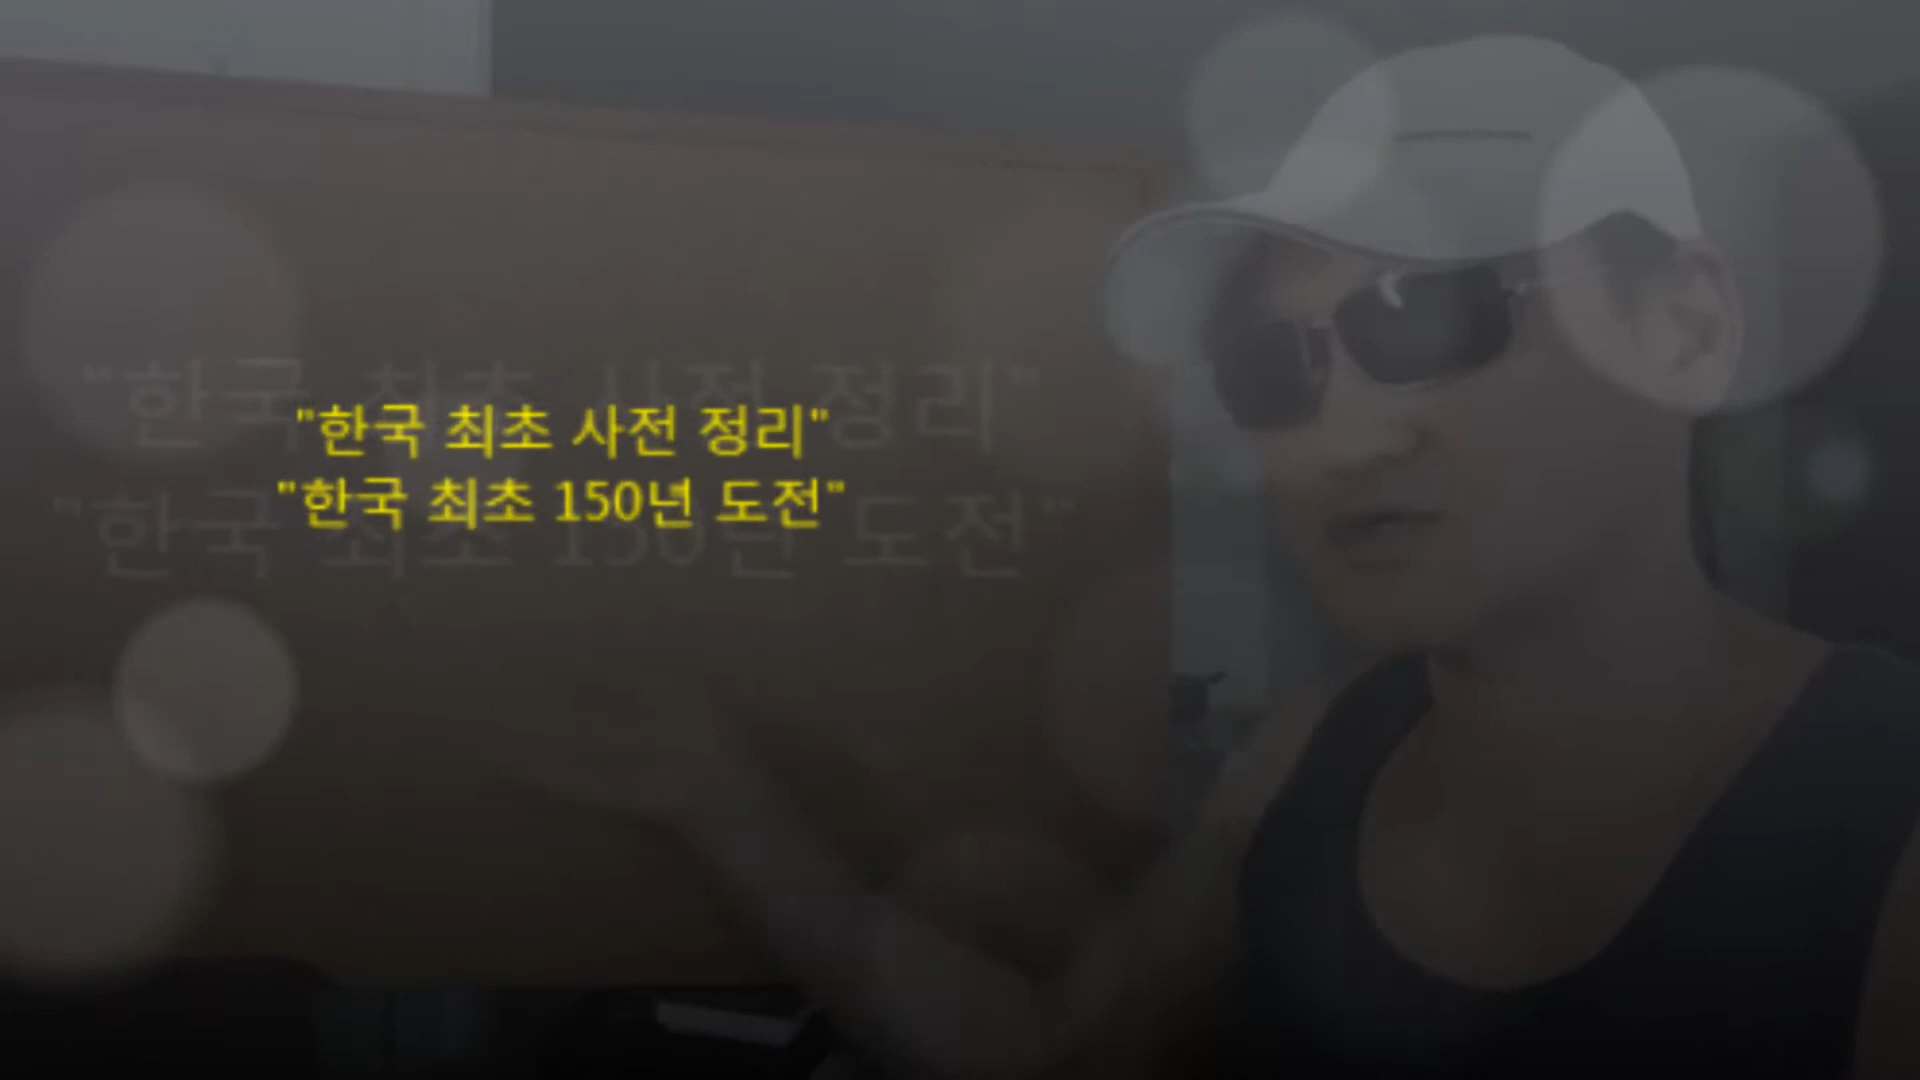 "한국 최초 사전 정리"
"한국 최초 150년 도전"